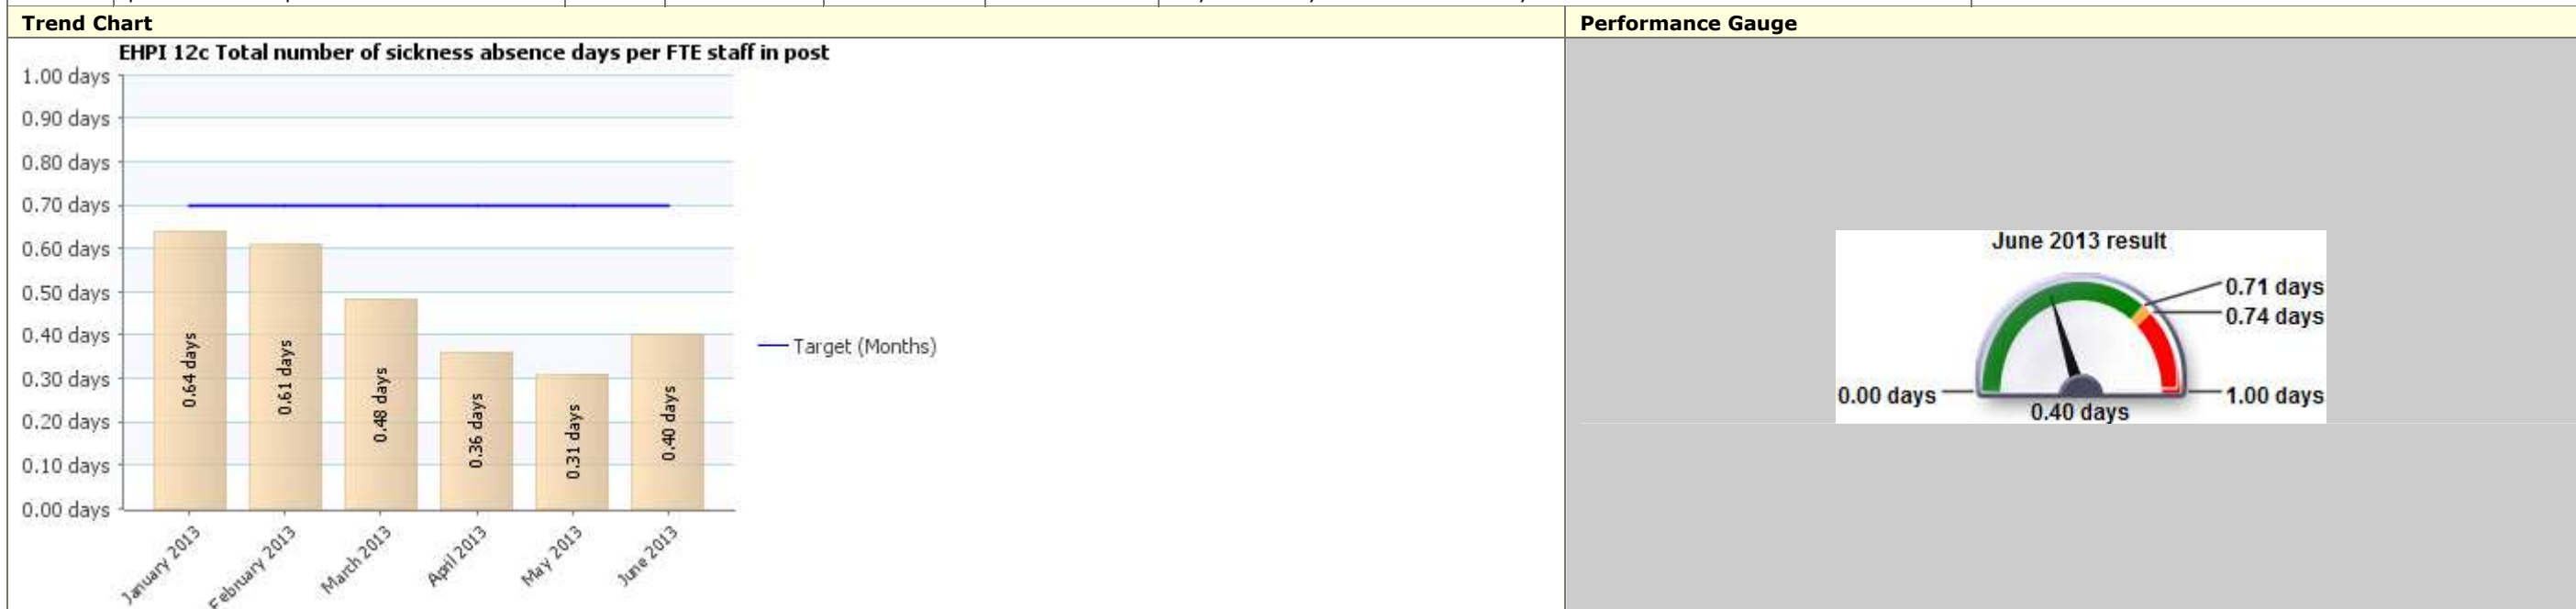 Trend Chart
Performance Gauge
EHPI 12c Total number of sickness absence days per FTE staff in post
1.00 days
0.90 days
0.80 days
0.70 days
0.60 days
0.50 days
0.40 days
0.30 days
0.20 days
0.10 days
0.00 days
0.64 days
0.61 days
0.48 days
0.36 days
0.31 days
0.40 days
January 2013
February 2013
March 2013
April 2013
May 2013
June 2013
Target (Months)
June 2013 result
0.71 days
0.74 days
0.00 days
1.00 days
0.40 days